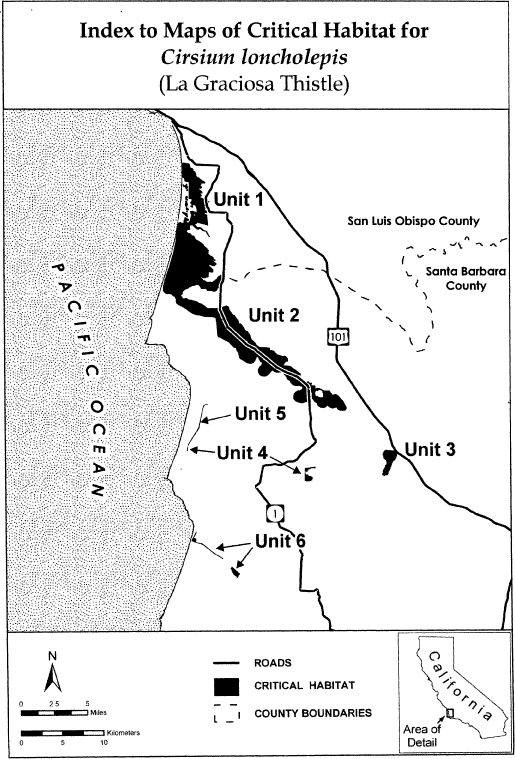 Index to Maps of Critical Habitat for
Cirsium loncholepis
(La Graciosa Thistle)
PACIFIC OCEAN
Unit 1
San Luis Obispo County
Santa Barbara
County
Unit 2
101
Unit 5
Unit 4
Unit 3
1
Unit 6
N
0 2.5 5
Miles
Kilometers
0 5 10
ROADS
CRITICAL HABITAT
COUNTY BOUNDARIES
California
Area of
Detail